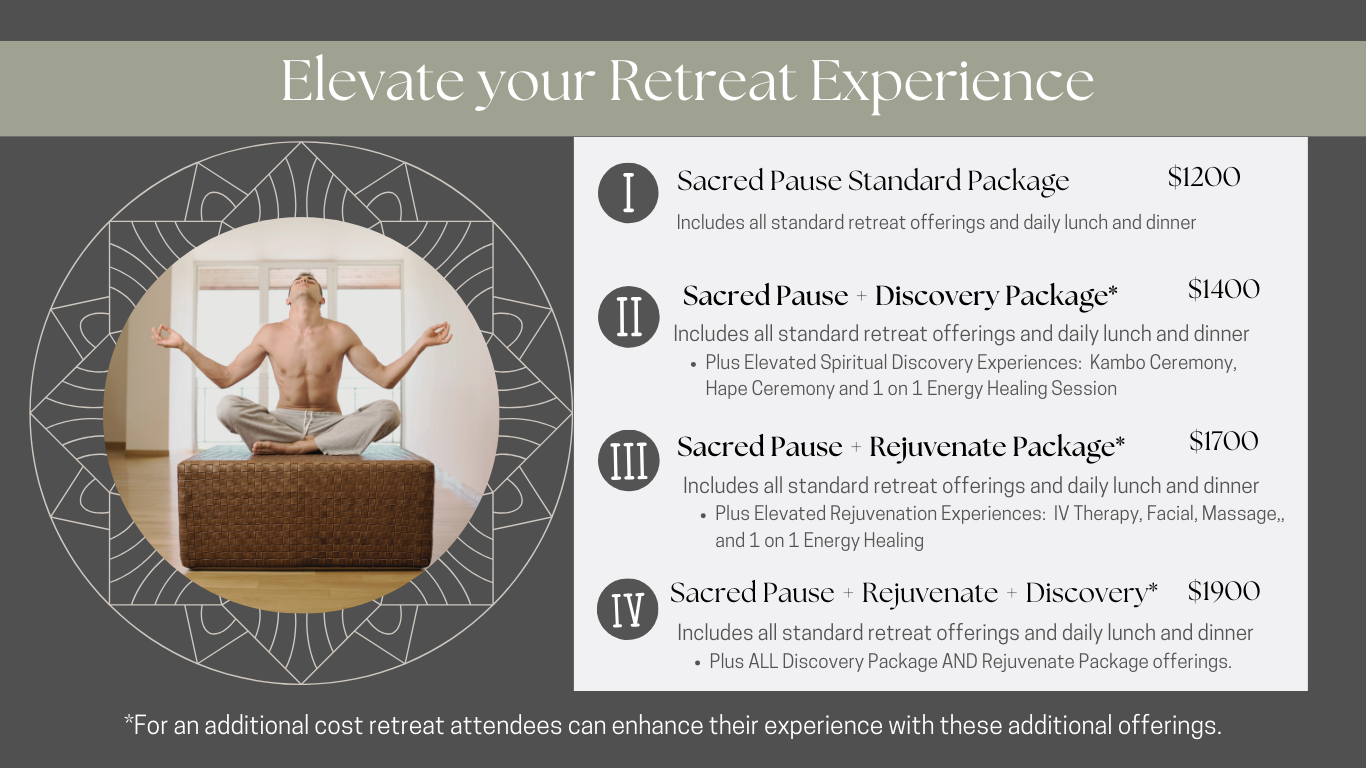 Elevate your Retreat Experience
I
Sacred Pause Standard Package $1200
Includes all standard retreat offerings and daily lunch and dinner
II
Sacred Pause + Discovery Package* $1400
Includes all standard retreat offerings and daily lunch and dinner
• Plus Elevated Spiritual Discovery Experiences: Kambo Ceremony,
Hape Ceremony and 1 on 1 Energy Healing Session
III
Sacred Pause + Rejuvenate Package* $1700
Includes all standard retreat offerings and daily lunch and dinner
• Plus Elevated Rejuvenation Experiences: IV Therapy, Facial, Massage,,
and 1 on 1 Energy Healing
IV
Sacred Pause + Rejuvenate + Discovery* $1900
Includes all standard retreat offerings and daily lunch and dinner
• Plus ALL Discovery Package AND Rejuvenate Package offerings.
*For an additional cost retreat attendees can enhance their experience with these additional offerings.